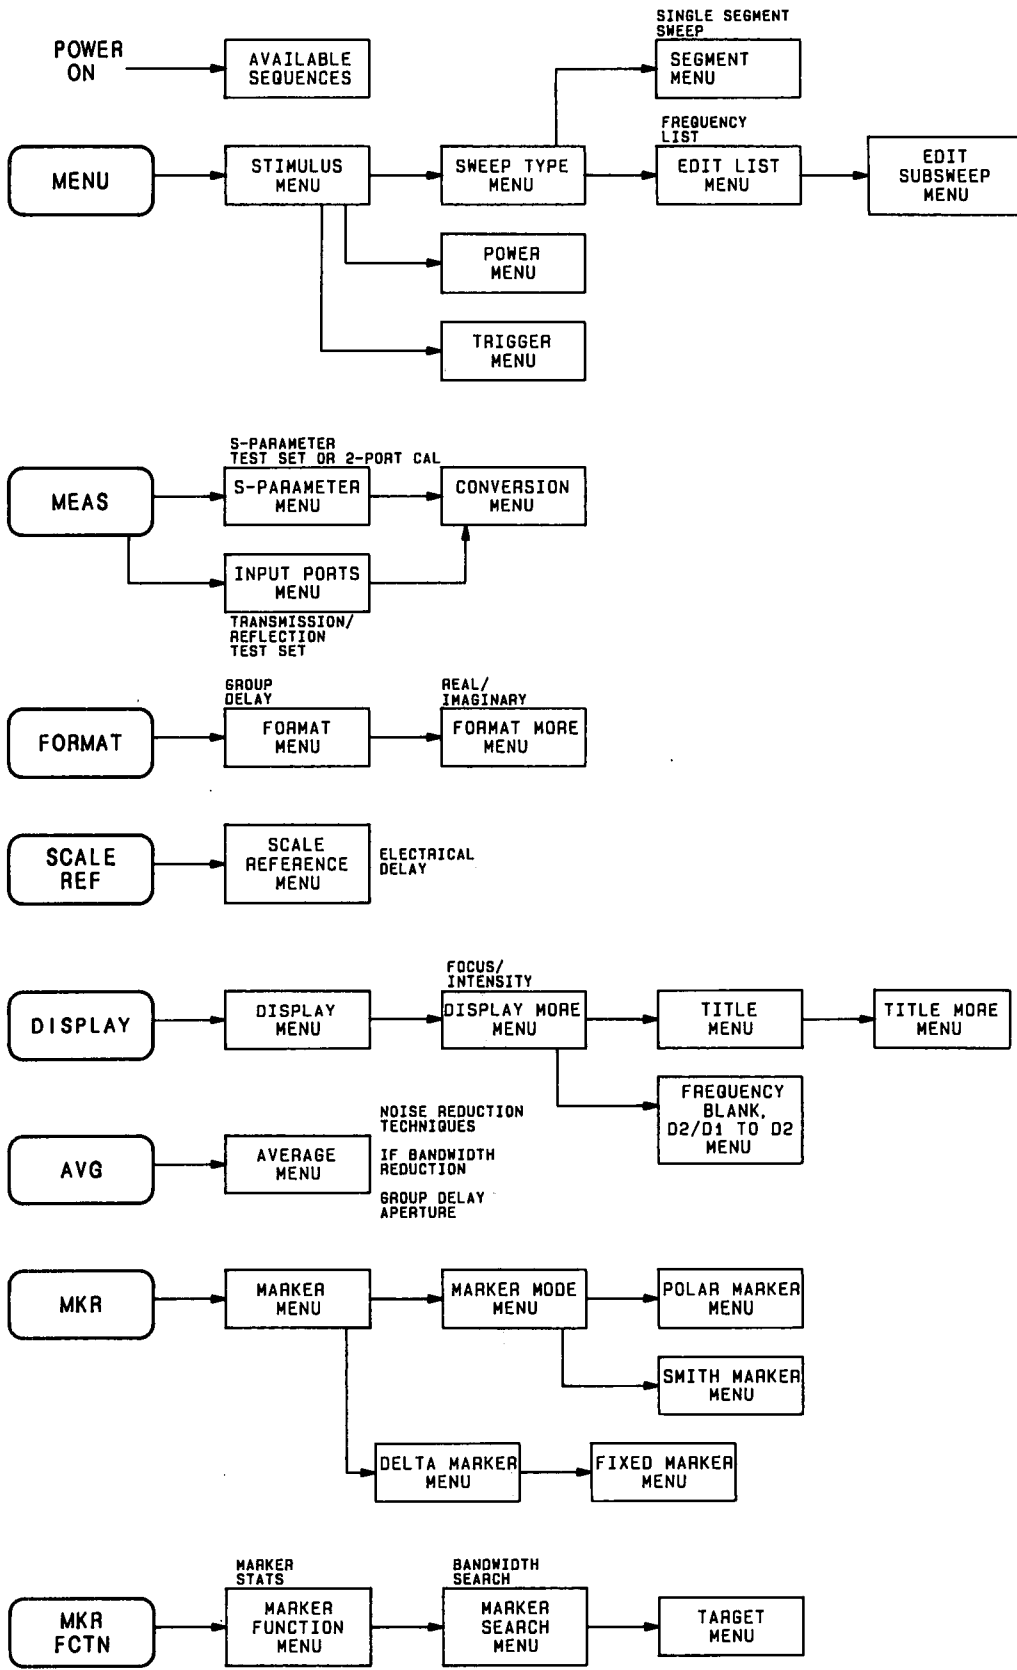 POWER
ON
AVAILABLE
SEQUENCES
SINGLE SEGMENT
SWEEP
SEGMENT
MENU
MENU
STIMULUS
MENU
SWEEP TYPE
MENU
FREQUENCY
LIST
EDIT LIST
MENU
EDIT
SUBSWEEP
MENU
POWER
MENU
TRIGGER
MENU
MEAS
S-PARAMETER
TEST SET OR 2-PORT CAL
S-PARAMETER
MENU
CONVERSION
MENU
INPUT PORTS
MENU
TRANSMISSION/
REFLECTION
TEST SET
FORMAT
GROUP
DELAY
FORMAT
MENU
REAL/
IMAGINARY
FORMAT MORE
MENU
SCALE
REF
SCALE
REFERENCE
MENU
ELECTRICAL
DELAY
DISPLAY
DISPLAY
MENU
FOCUS/
INTENSITY
DISPLAY MORE
MENU
TITLE
MENU
TITLE MORE
MENU
FREQUENCY
BLANK,
D2/D1 TO D2
MENU
AVG
AVERAGE
MENU
NOISE REDUCTION
TECHNIQUES
IF BANDWIDTH
REDUCTION
GROUP DELAY
APERTURE
MKR
MARKER
MENU
MARKER MODE
MENU
POLAR MARKER
MENU
SMITH MARKER
MENU
DELTA MARKER
MENU
FIXED MARKER
MENU
MKR
FCTN
MARKER
STATS
MARKER
FUNCTION
MENU
BANDWIDTH
SEARCH
MARKER
SEARCH
MENU
TARGET
MENU